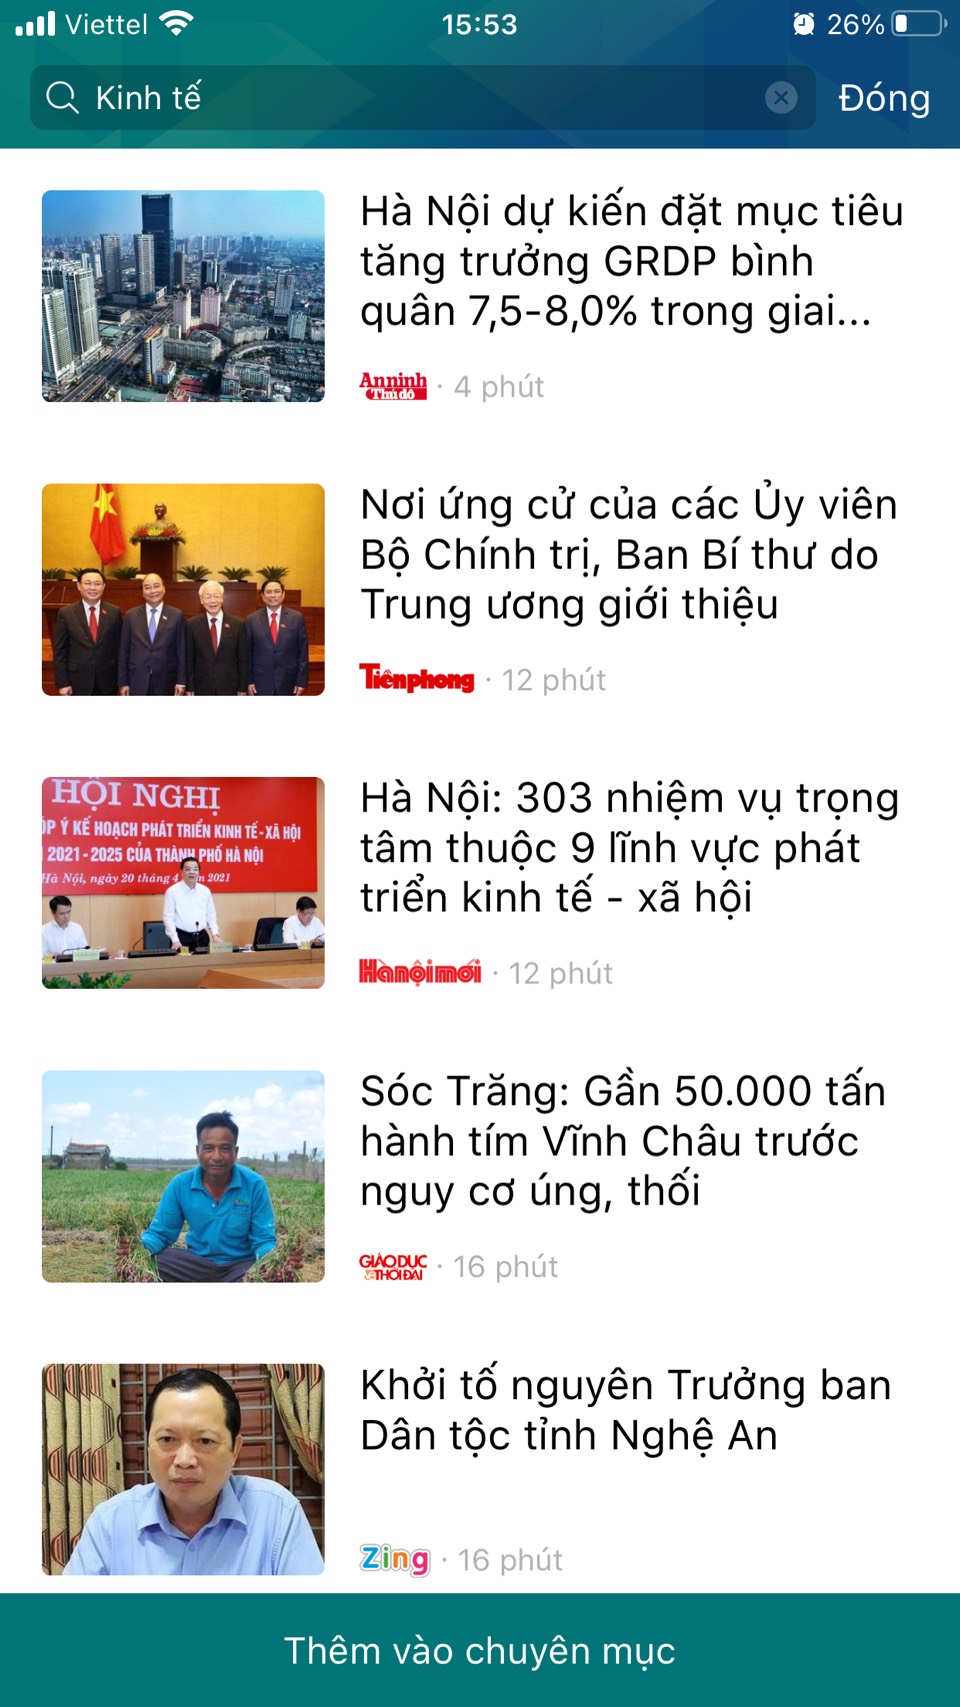 Viettel 15:53 26%
Kinh tế Đóng
Hà Nội dự kiến đặt mục tiêu
tăng trưởng GRDP bình
quân 7,5-8,0% trong giai...
An ninh
Thủ đô · 4 phút
Nơi ứng cử của các Ủy viên
Bộ Chính trị, Ban Bí thư do
Trung ương giới thiệu
Tiền phong · 12 phút
HỘI NGHỊ
ÓP Ý KẾ HOẠCH PHÁT TRIỂN KINH TẾ - XÃ HỘI
2021 - 2025 CỦA THÀNH PHỐ HÀ NỘI
Hà Nội, ngày 20 tháng 4 năm 2021
Hà Nội: 303 nhiệm vụ trọng
tâm thuộc 9 lĩnh vực phát
triển kinh tế - xã hội
Hànộimới · 12 phút
Sóc Trăng: Gần 50.000 tấn
hành tím Vĩnh Châu trước
nguy cơ úng, thối
GIÁO DỤC
& THỜI ĐẠI · 16 phút
Khởi tố nguyên Trưởng ban
Dân tộc tỉnh Nghệ An
Zing · 16 phút
Thêm vào chuyên mục